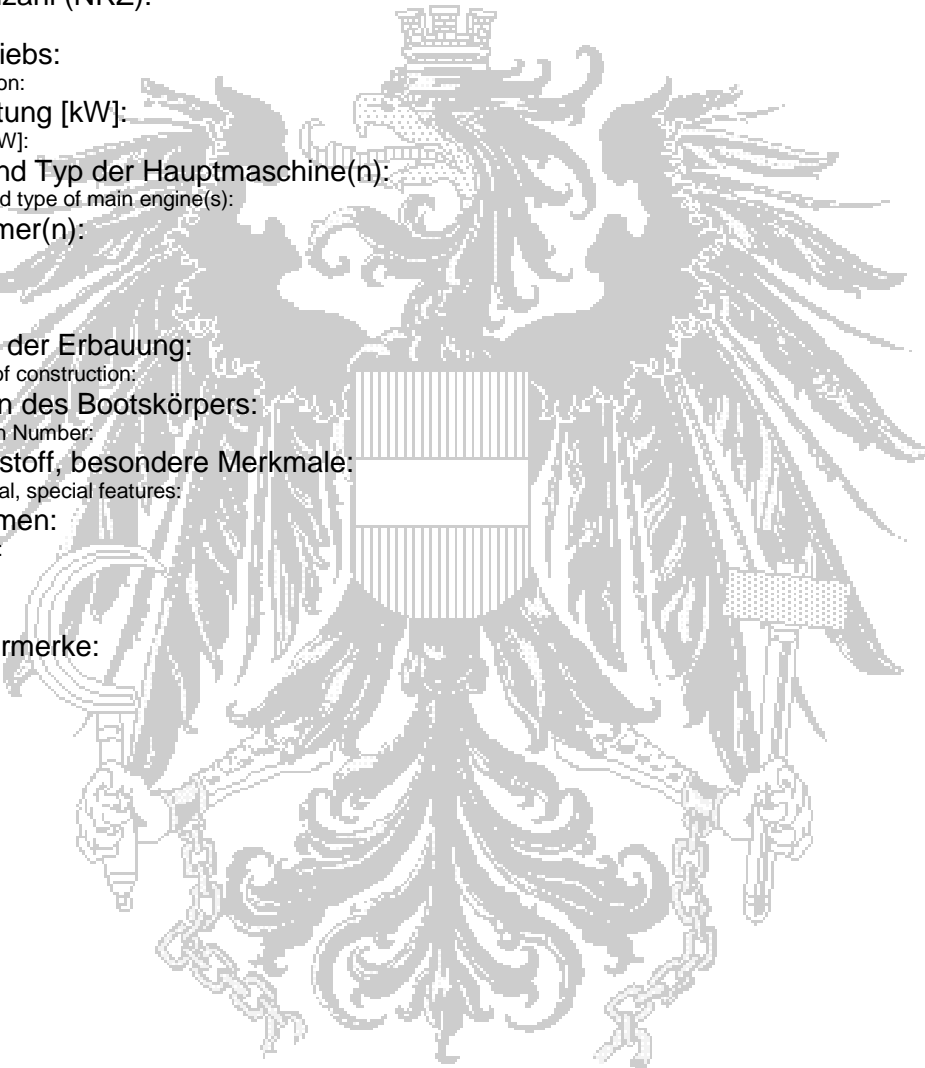 zahl (NRZ):
iebs:
on:
tung [kW]:
W]:
nd Typ der Hauptmaschine(n):
d type of main engine(s):
mer(n):
der Erbauung:
of construction:
n des Bootskörpers:
n Number:
stoff, besondere Merkmale:
al, special features:
men:
:
rmerke: